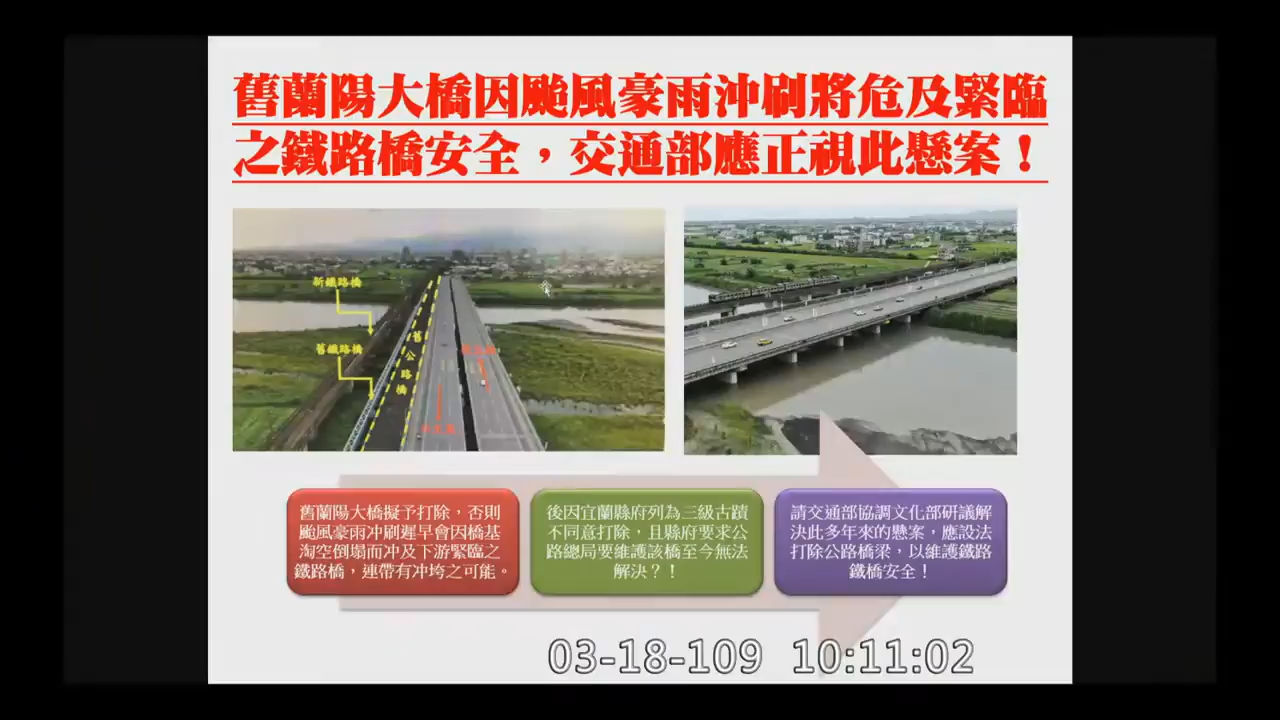 舊蘭陽大橋因颱風豪雨沖刷將危及緊臨
之鐵路橋安全，交通部應正視此懸案！
新鐵路橋
舊鐵路橋
舊公路橋
舊蘭陽大橋擬予打除，否則
颱風豪雨沖刷遲早會因橋基
淘空倒塌而沖及下游緊臨之
鐵路橋，連帶有沖垮之可能。
後因宜蘭縣府列為三級古蹟
不同意打除，且縣府要求公
路總局要維護該橋至今無法
解決？！
請交通部協調文化部研議解
決此多年來的懸案，應設法
打除公路橋梁，以維護鐵路
鐵橋安全！
03-18-109 10:11:02